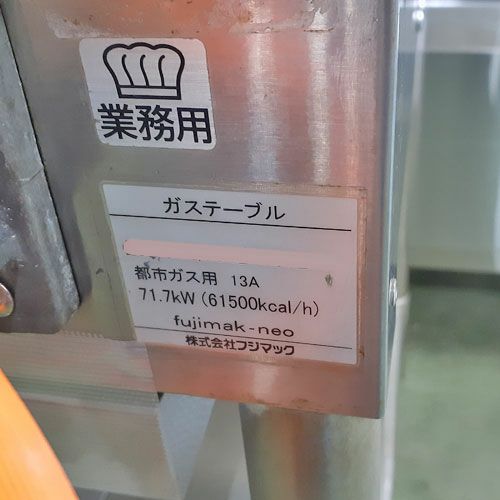 業務用
ガステーブル
都市ガス用 13A
71.7kW (61500kcal/h)
fujimak-neo
株式会社フジマック